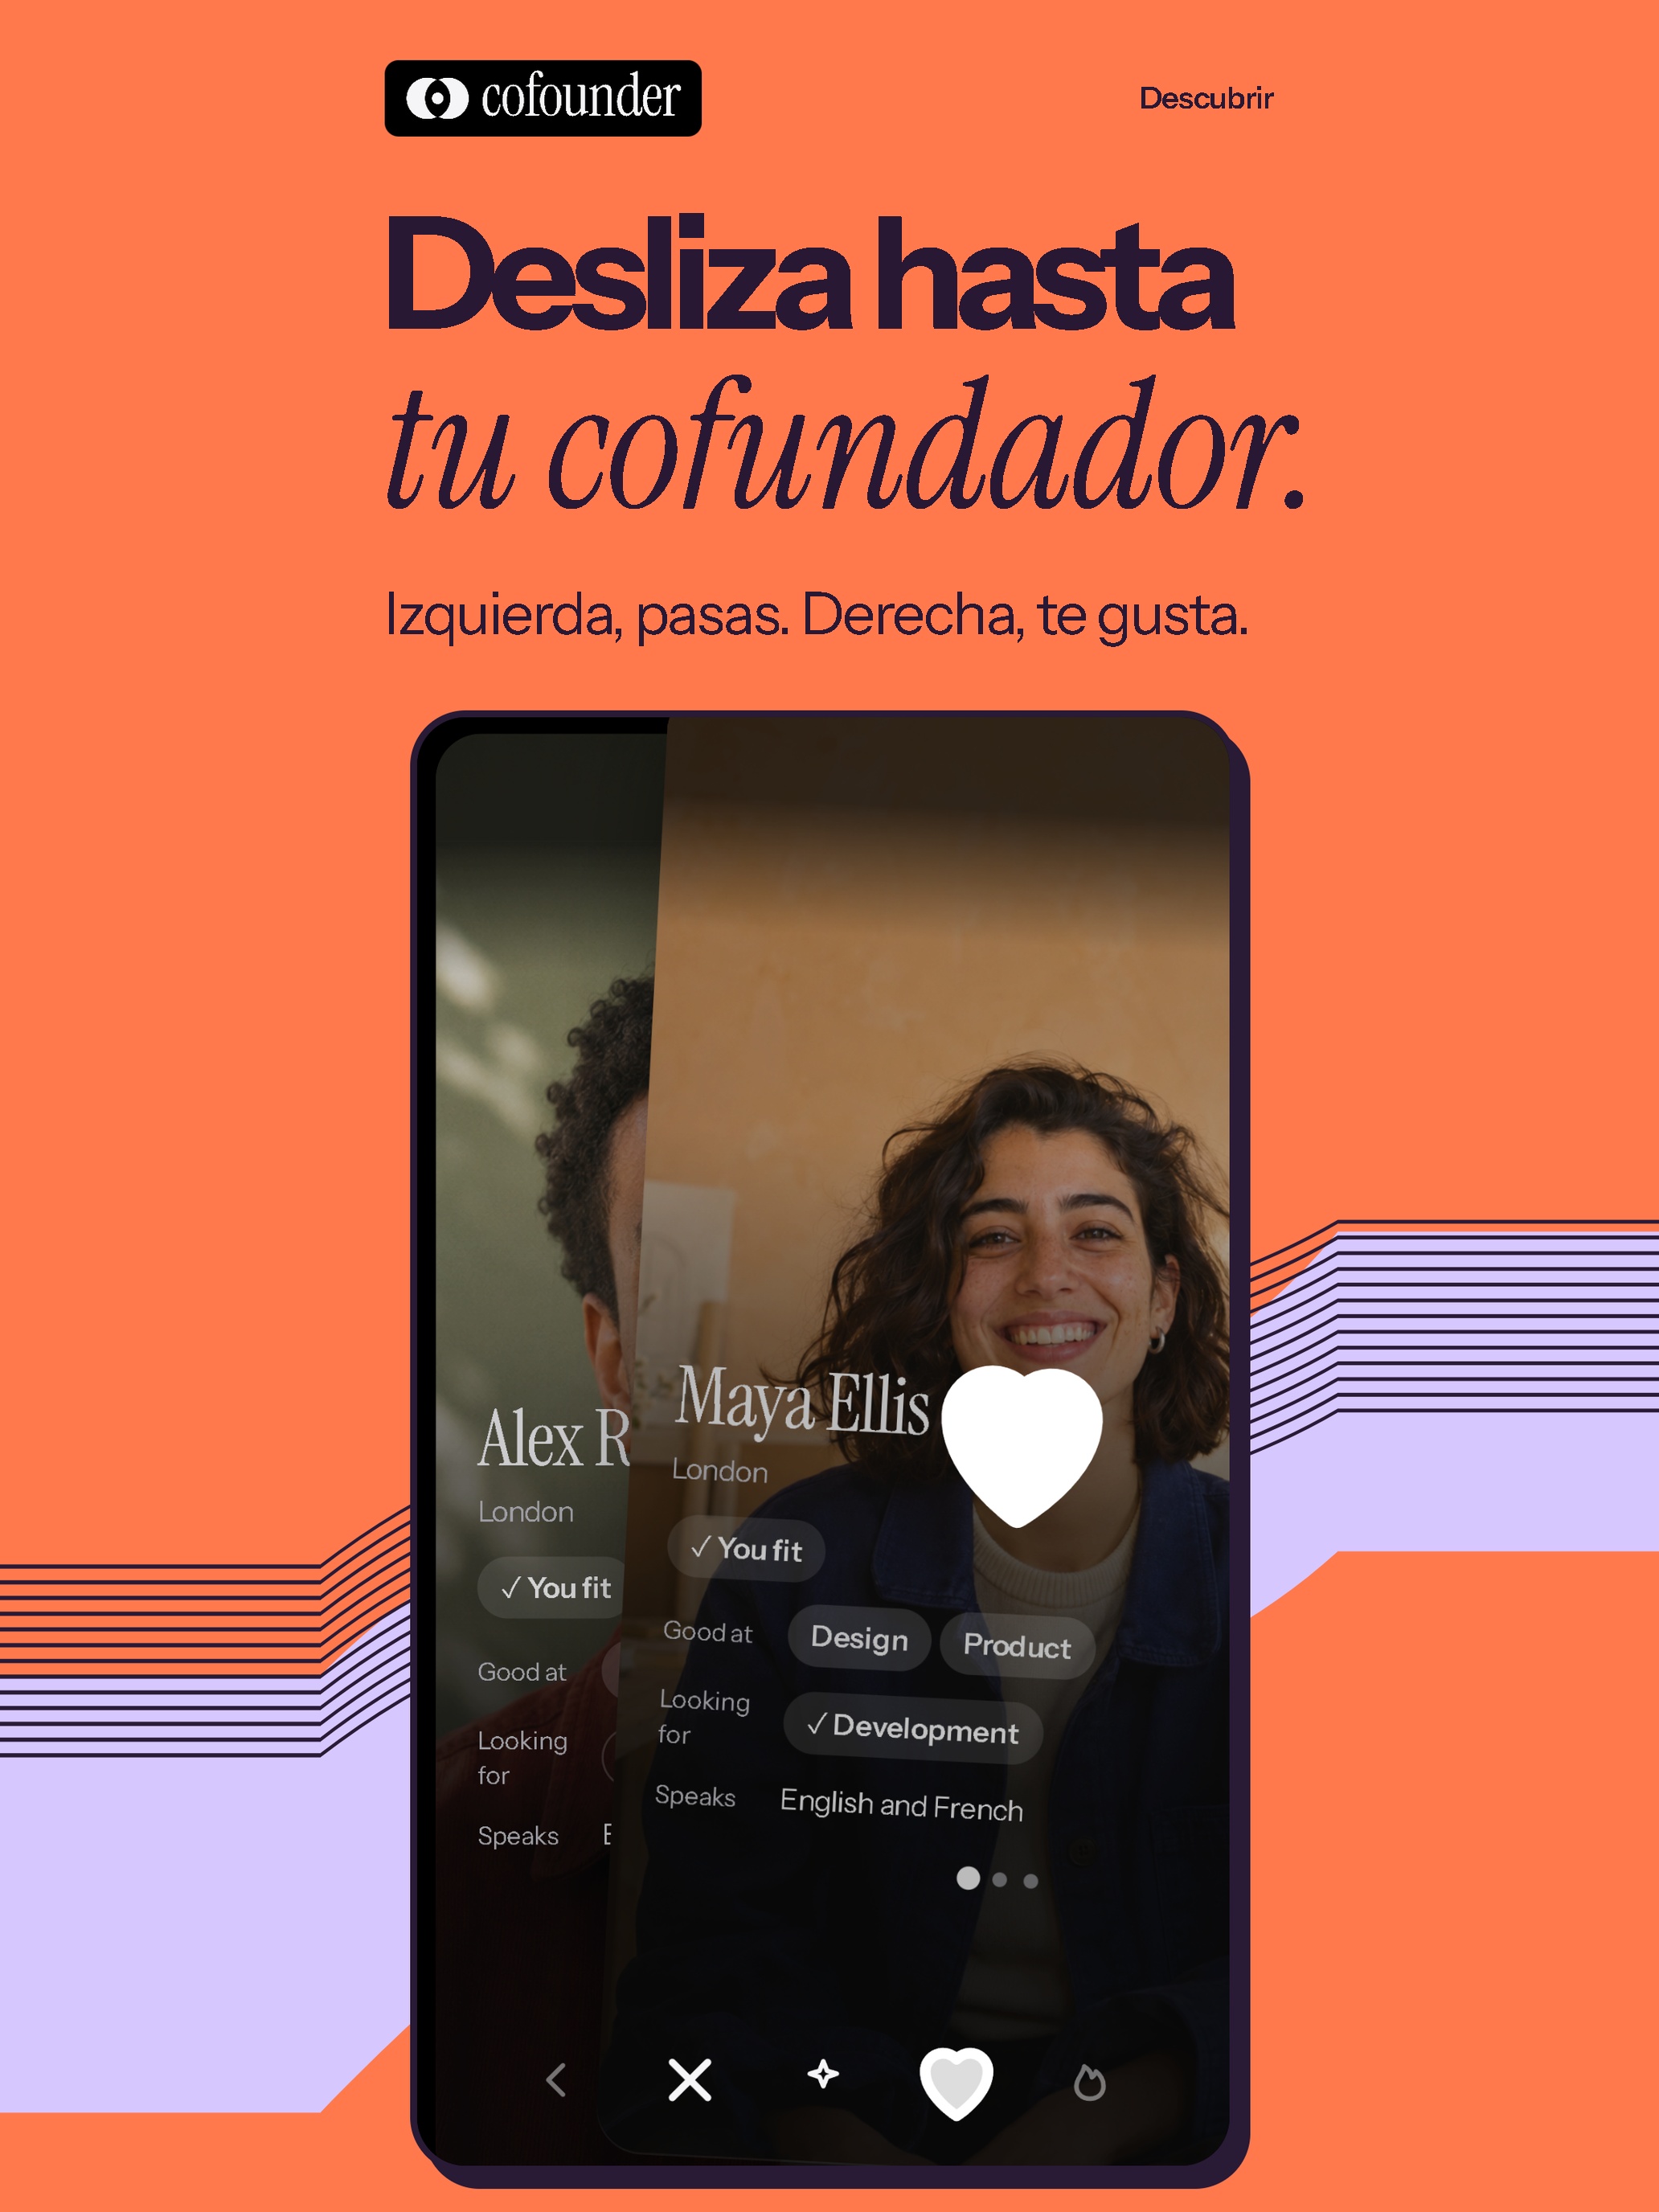 cofounder
Descubrir
Desliza hasta
tu cofundador.
Izquierda, pasas. Derecha, te gusta.
Alex R
London
✓ You fit
Good at
Looking
for
Speaks
Maya Ellis
London
✓ You fit
Good at Design Product
Looking
for
✓ Development
Speaks English and French